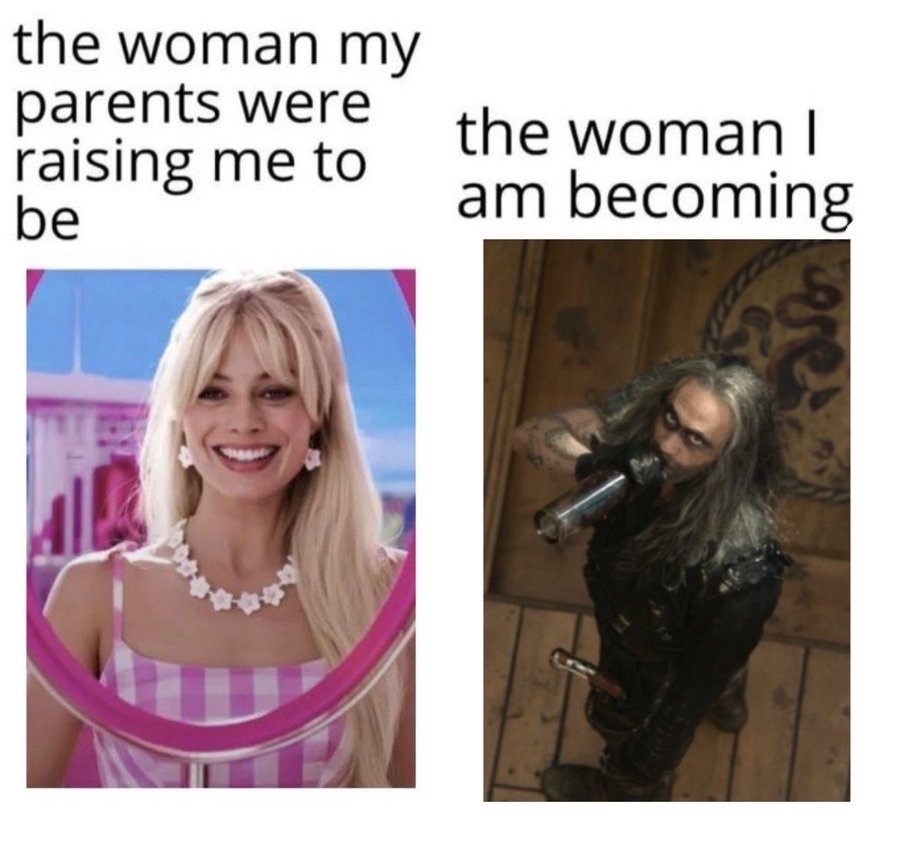 the woman my
parents were
raising me to
be
the woman I
am becoming